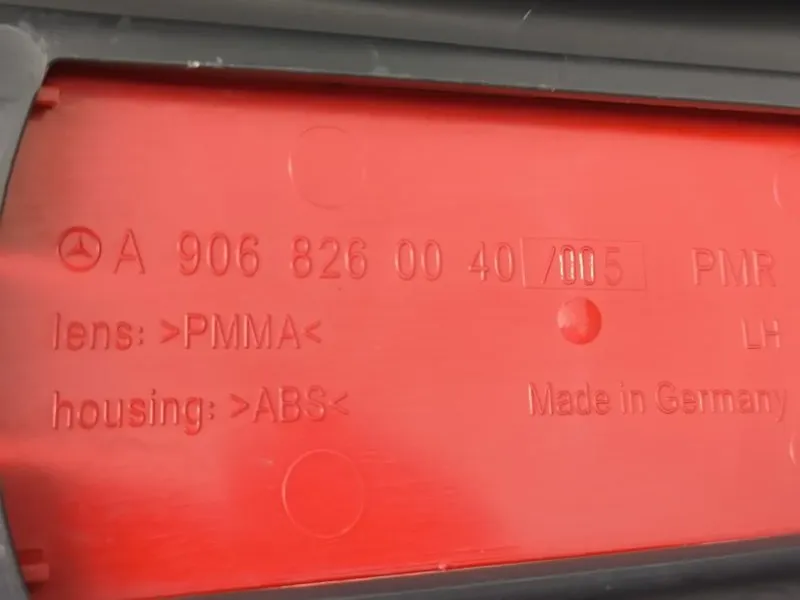 A 906 826 00 40 /005 PMR
lens: >PMMA< LH
housing: >ABS< Made in Germany